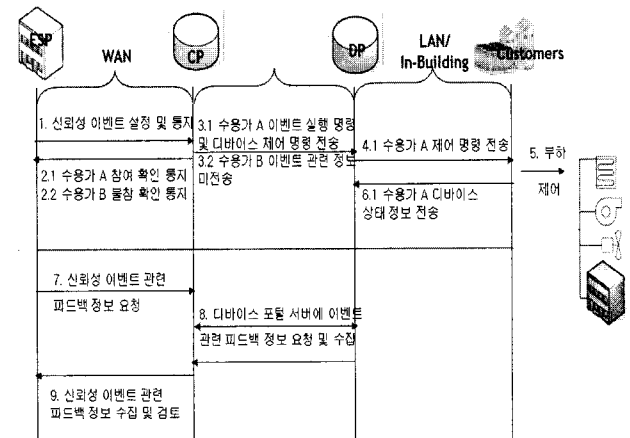 ESP
WAN
CP
DP
LAN/
In-Building
Customers
1. 신뢰성 이벤트 설정 및 통지
2.1 수용가 A 참여 확인 통지
2.2 수용가 B 불참 확인 통지
3.1 수용가 A 이벤트 실행 명령
및 디바이스 제어 명령 전송
3.2 수용가 B 이벤트 관련 정보
미전송
4.1 수용가 A 제어 명령 전송
5. 부하
제어
6.1 수용가 A 디바이스
상태 정보 전송
7. 신뢰성 이벤트 관련
피드백 정보 요청
8. 디바이스 포털 서버에 이벤트
관련 피드백 정보 요청 및 수집
9. 신뢰성 이벤트 관련
피드백 정보 수집 및 검토